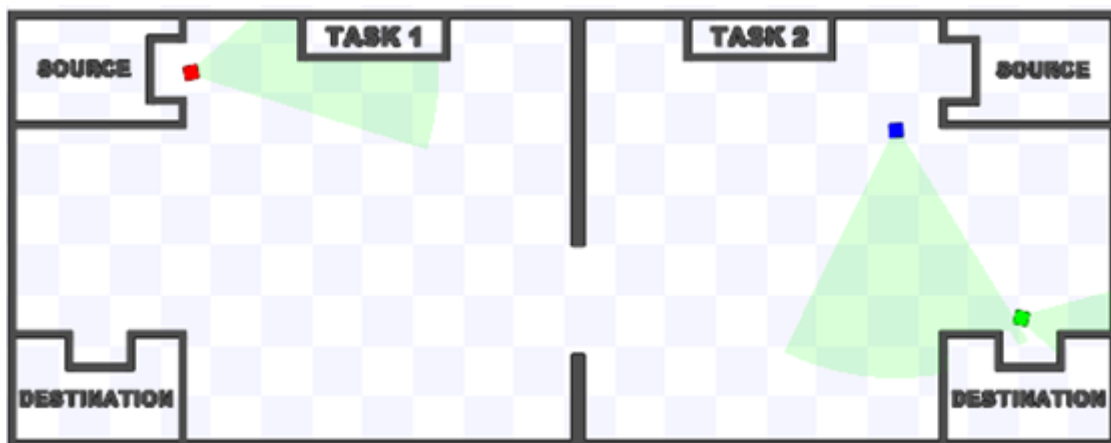 TASK 1
TASK 2
SOURCE
SOURCE
DESTINATION
DESTINATION